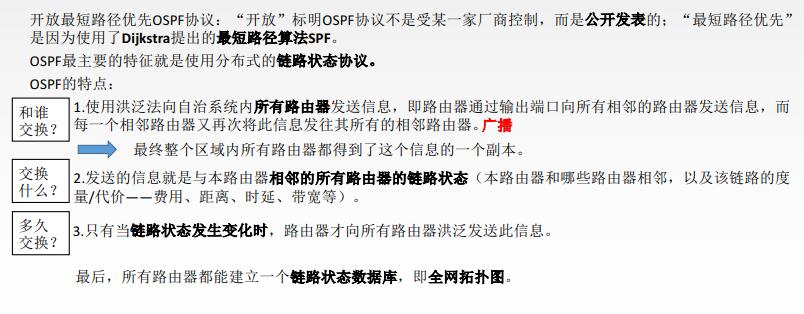 开放最短路径优先OSPF协议：“开放”标明OSPF协议不是受某一家厂商控制，而是公开发表的；“最短路径优先”
是因为使用了Dijkstra提出的最短路径算法SPF。
OSPF最主要的特征就是使用分布式的链路状态协议。
OSPF的特点：
和谁
交换？
1.使用洪泛法向自治系统内所有路由器发送信息，即路由器通过输出端口向所有相邻的路由器发送信息，而
每一个相邻路由器又再次将此信息发往其所有的相邻路由器。广播
最终整个区域内所有路由器都得到了这个信息的一个副本。
交换
什么？
2.发送的信息就是与本路由器相邻的所有路由器的链路状态（本路由器和哪些路由器相邻，以及该链路的度
量/代价——费用、距离、时延、带宽等）。
多久
交换？
3.只有当链路状态发生变化时，路由器才向所有路由器洪泛发送此信息。
最后，所有路由器都能建立一个链路状态数据库，即全网拓扑图。